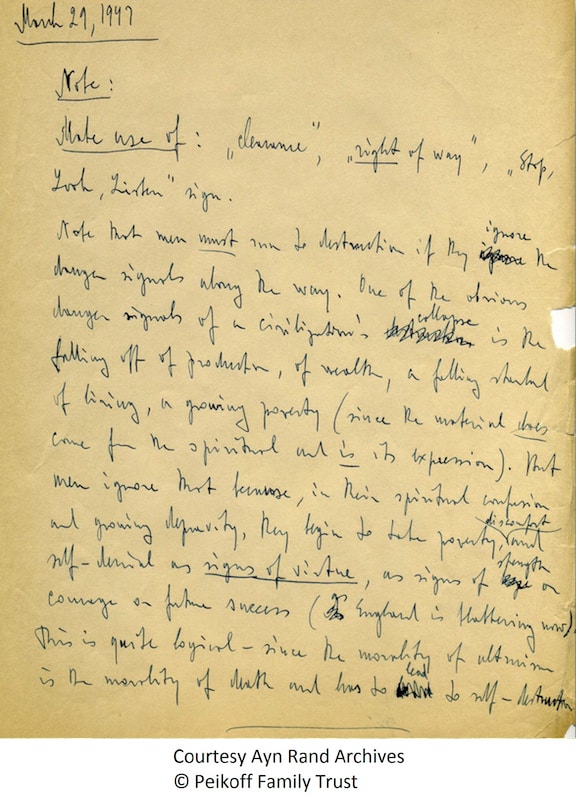 March 29, 1947
Note:
Make use of: „clearance”, „right of way”, „Stop,
Look, Listen” sign.
Note that men must run to destruction if they ignore the
danger signals along the way. One of the obvious
danger signals of a civilization's collapse is the
falling off of production, of wealth, a falling standard
of living, a growing poverty (since the material does
come from the spiritual and is its expression). But
men ignore that because, in their spiritual confusion
and growing depravity, they begin to take poverty, discomfort and
self-denial as signs of virtue, as signs of strength or
courage or future success (England is now).
This is quite logical – since the morality of altruism
is the morality of death and has to lead to self-destruction
Courtesy Ayn Rand Archives
© Peikoff Family Trust